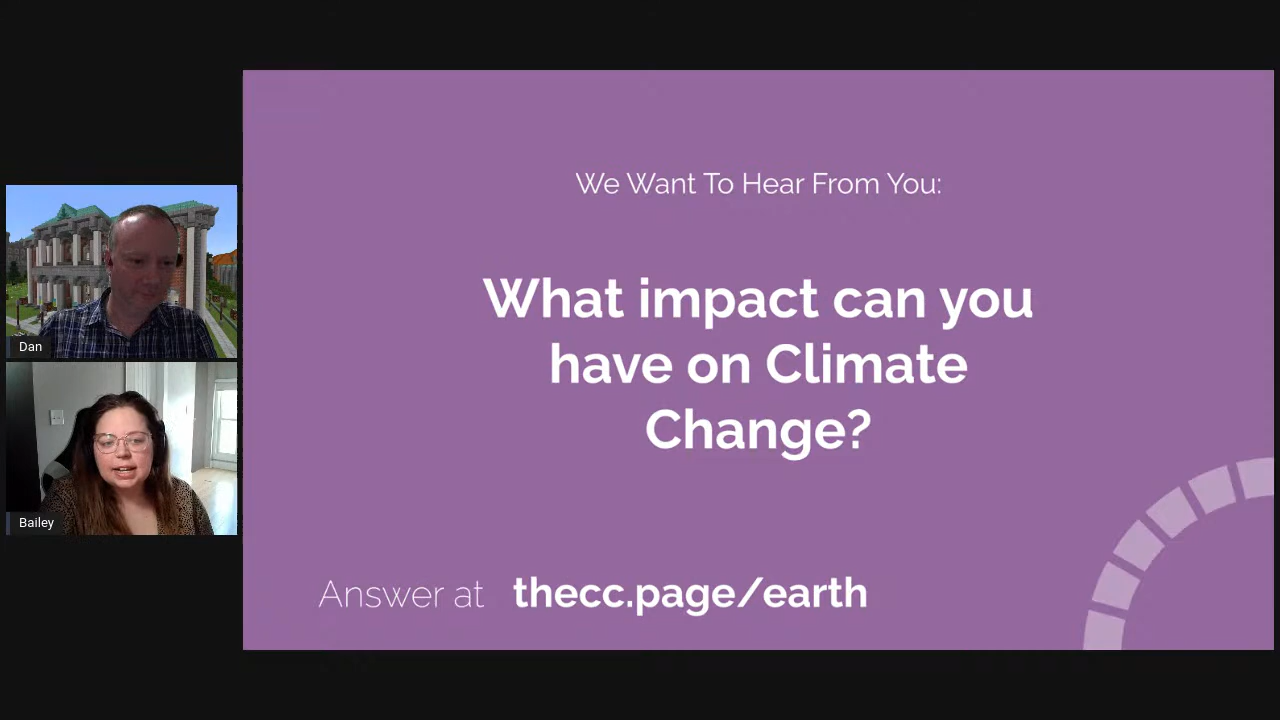 We Want To Hear From You:
What impact can you
have on Climate
Change?
Dan
Bailey
Answer at thecc.page/earth